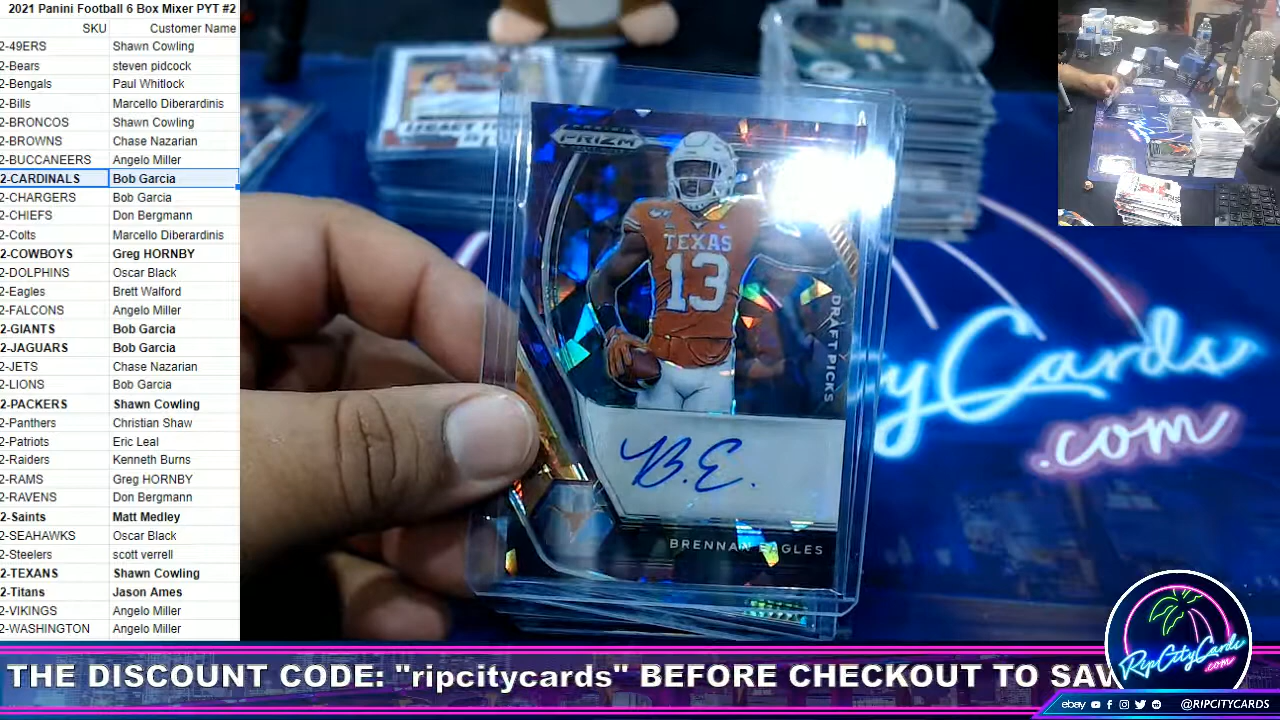 2021 Panini Football 6 Box Mixer PYT #2
SKU Customer Name
2-49ERS Shawn Cowling
2-Bears steven pidcock
2-Bengals Paul Whitlock
2-Bills Marcello Diberardinis
2-BRONCOS Shawn Cowling
2-BROWNS Chase Nazarian
2-BUCCANEERS Angelo Miller
2-CARDINALS Bob Garcia
2-CHARGERS Bob Garcia
2-CHIEFS Don Bergmann
2-Colts Marcello Diberardinis
2-COWBOYS Greg HORNBY
2-DOLPHINS Oscar Black
2-Eagles Brett Walford
2-FALCONS Angelo Miller
2-GIANTS Bob Garcia
2-JAGUARS Bob Garcia
2-JETS Chase Nazarian
2-LIONS Bob Garcia
2-PACKERS Shawn Cowling
2-Panthers Christian Shaw
2-Patriots Eric Leal
2-Raiders Kenneth Burns
2-RAMS Greg HORNBY
2-RAVENS Don Bergmann
2-Saints Matt Medley
2-SEAHAWKS Oscar Black
2-Steelers scott verrell
2-TEXANS Shawn Cowling
2-Titans Jason Ames
2-VIKINGS Angelo Miller
2-WASHINGTON Angelo Miller
PANINI
PRIZM
TEXAS
13
DRAFT PICKS
B.E.
BRENNAN EAGLES
yCards
.com
THE DISCOUNT CODE: "ripcitycards" BEFORE CHECKOUT TO SAV
RipCityCards
.com
ebay @RIPCITYCARDS